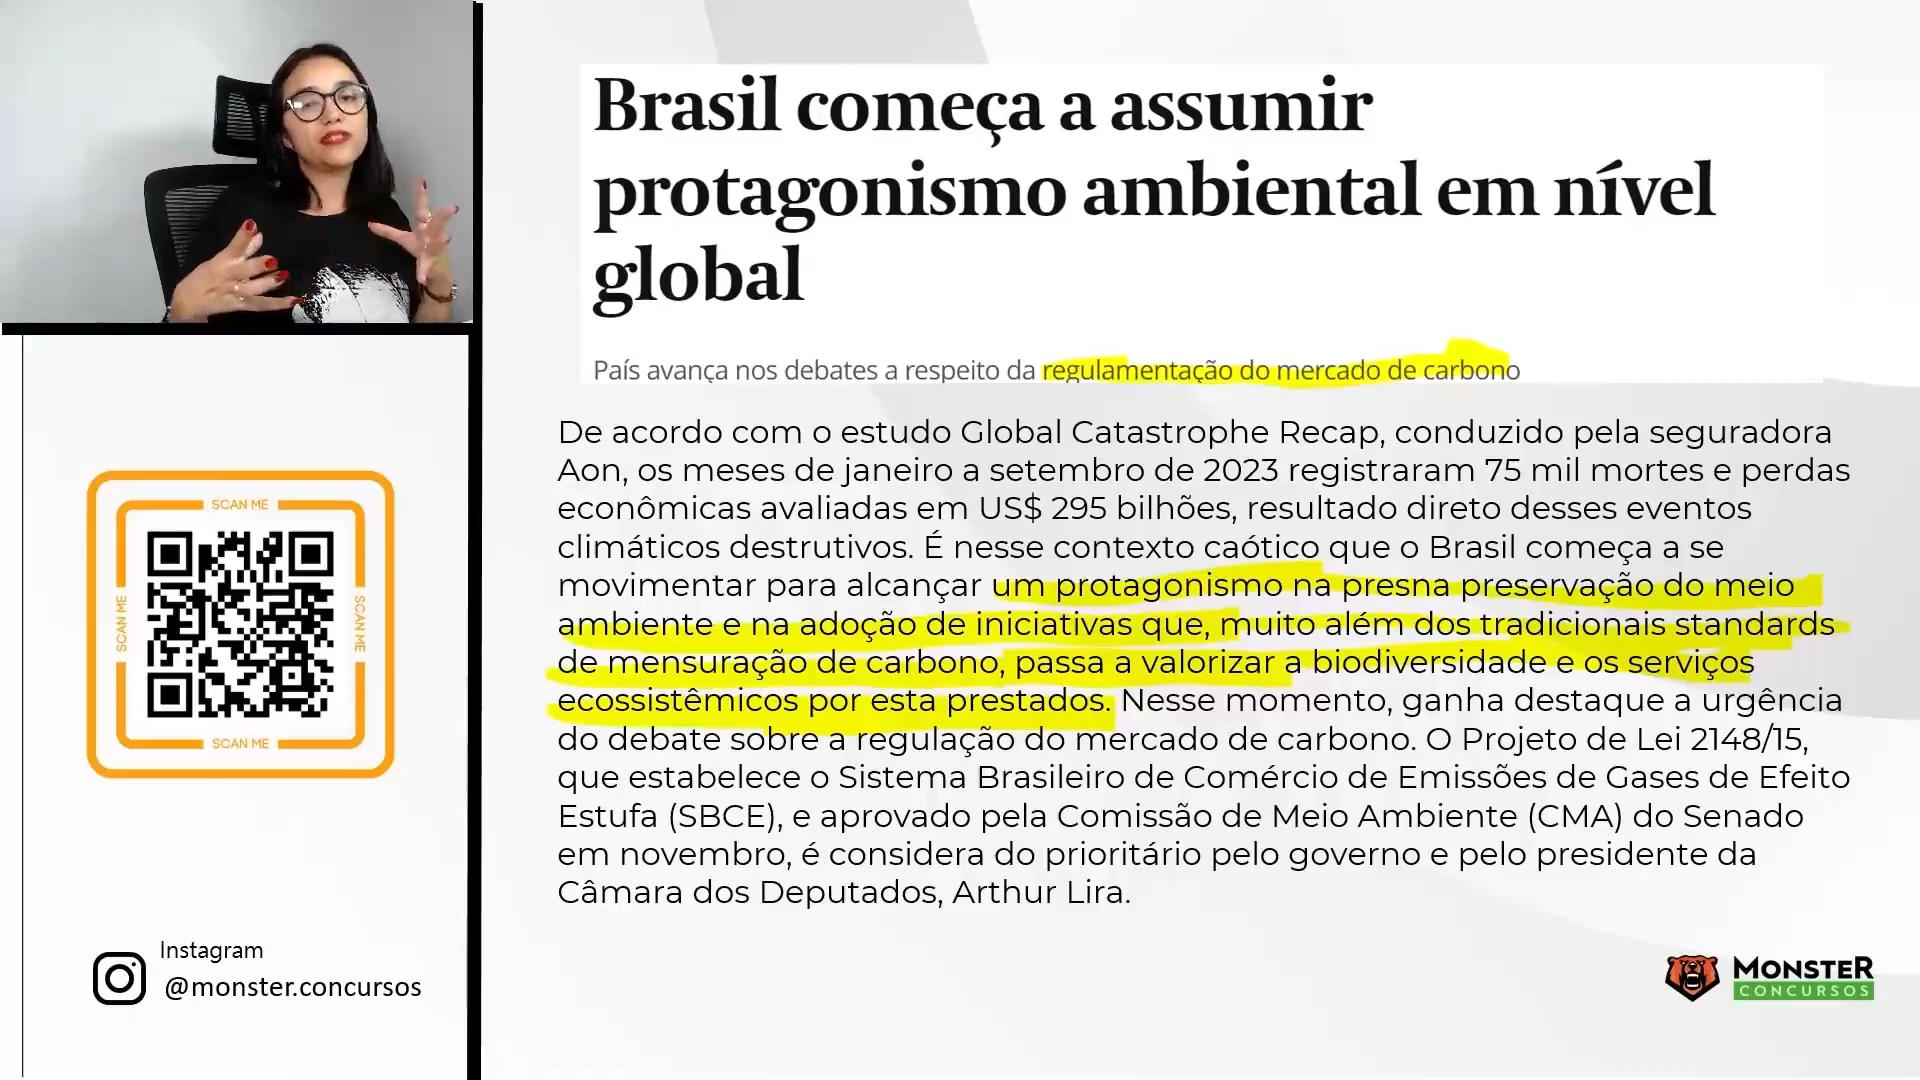 Brasil começa a assumir
protagonismo ambiental em nível
global
País avança nos debates a respeito da regulamentação do mercado de carbono
De acordo com o estudo Global Catastrophe Recap, conduzido pela seguradora
Aon, os meses de janeiro a setembro de 2023 registraram 75 mil mortes e perdas
econômicas avaliadas em US$ 295 bilhões, resultado direto desses eventos
climáticos destrutivos. É nesse contexto caótico que o Brasil começa a se
movimentar para alcançar um protagonismo na presna preservação do meio
ambiente e na adoção de iniciativas que, muito além dos tradicionais standards
de mensuração de carbono, passa a valorizar a biodiversidade e os serviços
ecossistêmicos por esta prestados. Nesse momento, ganha destaque a urgência
do debate sobre a regulação do mercado de carbono. O Projeto de Lei 2148/15,
que estabelece o Sistema Brasileiro de Comércio de Emissões de Gases de Efeito
Estufa (SBCE), e aprovado pela Comissão de Meio Ambiente (CMA) do Senado
em novembro, é considera do prioritário pelo governo e pelo presidente da
Câmara dos Deputados, Arthur Lira.
SCAN ME
SCAN ME
SCAN ME
SCAN ME
Instagram
@monster.concursos
MONSTER
CONCURSOS